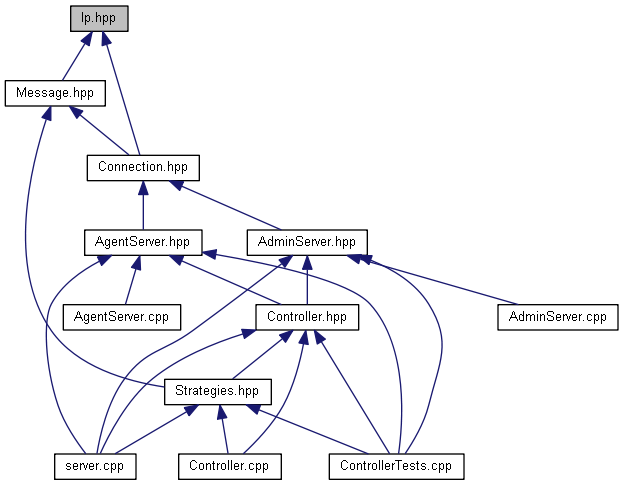 Ip.hpp
Message.hpp
Connection.hpp
AgentServer.hpp
AdminServer.hpp
AgentServer.cpp
Controller.hpp
AdminServer.cpp
Strategies.hpp
server.cpp
Controller.cpp
ControllerTests.cpp